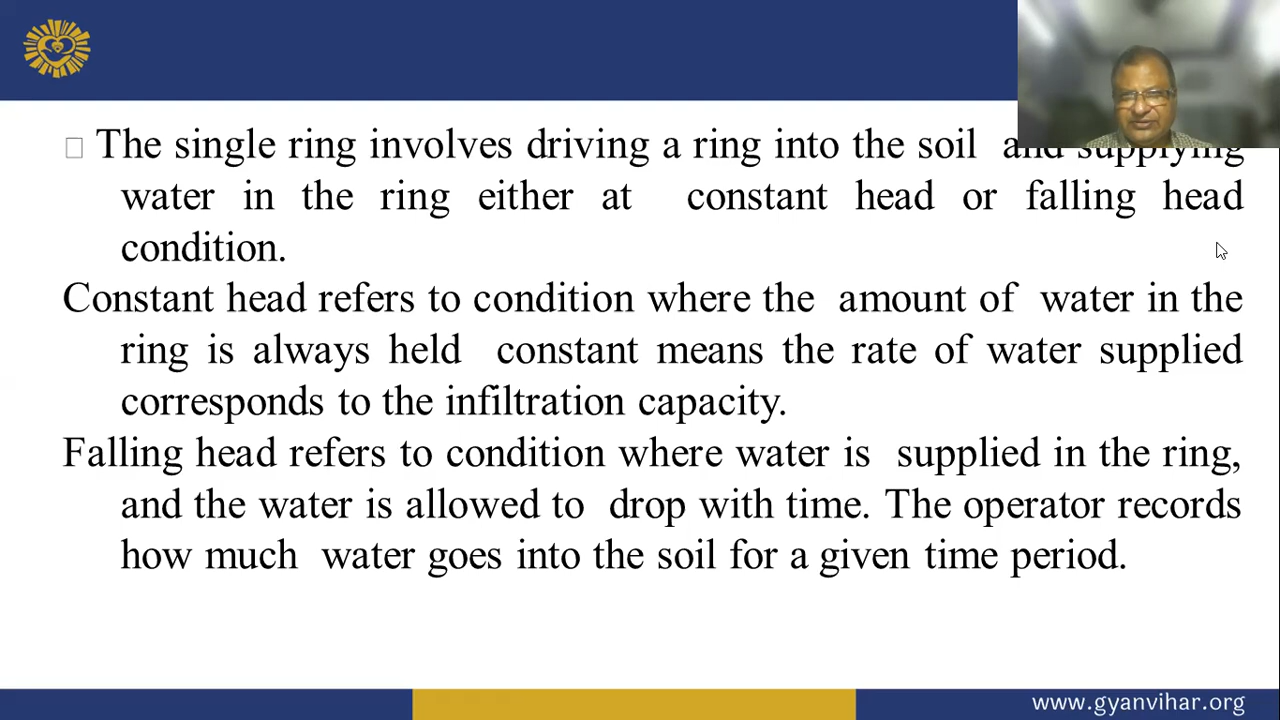 The single ring involves driving a ring into the soil and supplying
water in the ring either at constant head or falling head
condition.
Constant head refers to condition where the amount of water in the
ring is always held constant means the rate of water supplied
corresponds to the infiltration capacity.
Falling head refers to condition where water is supplied in the ring,
and the water is allowed to drop with time. The operator records
how much water goes into the soil for a given time period.
www.gyanvihar.org